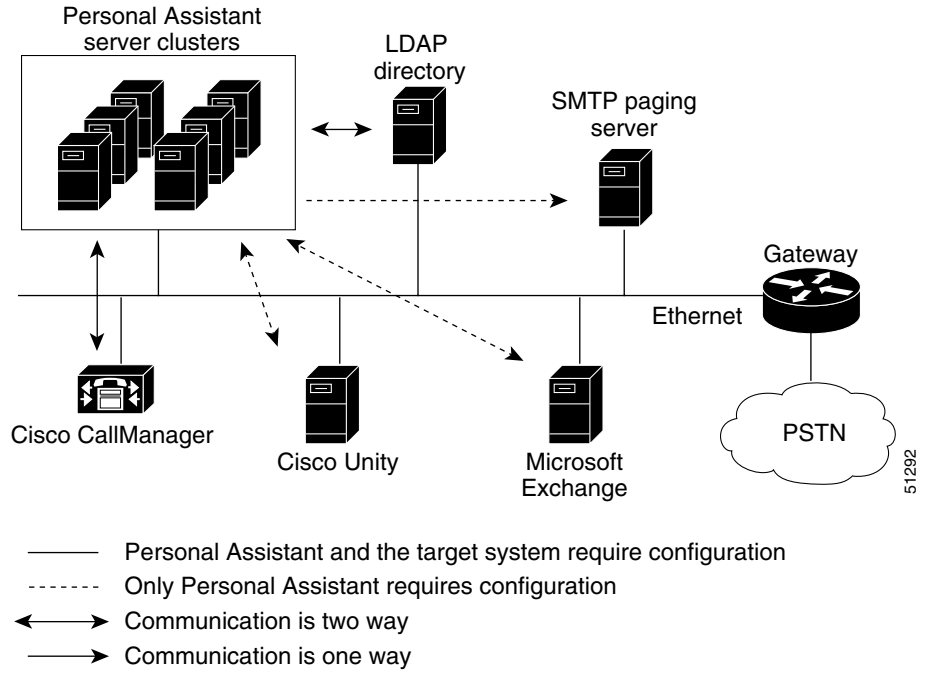 Personal Assistant
server clusters
LDAP
directory
SMTP paging
server
Gateway
Ethernet
Cisco CallManager
Cisco Unity
Microsoft
Exchange
PSTN
51292
Personal Assistant and the target system require configuration
Only Personal Assistant requires configuration
Communication is two way
Communication is one way